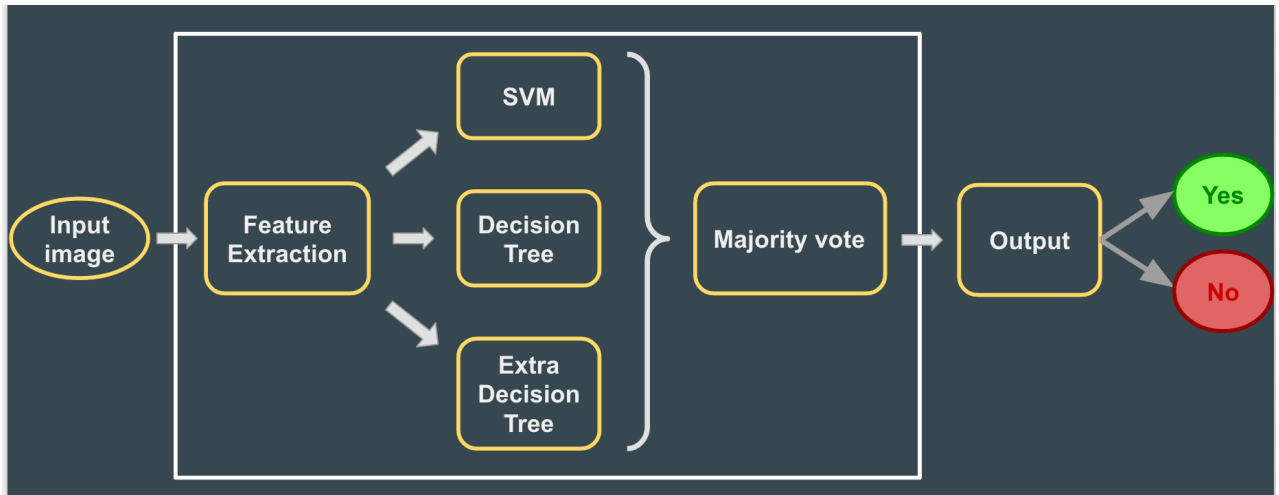 Input
image
Feature
Extraction
SVM
Decision
Tree
Extra
Decision
Tree
Majority vote
Output
Yes
No